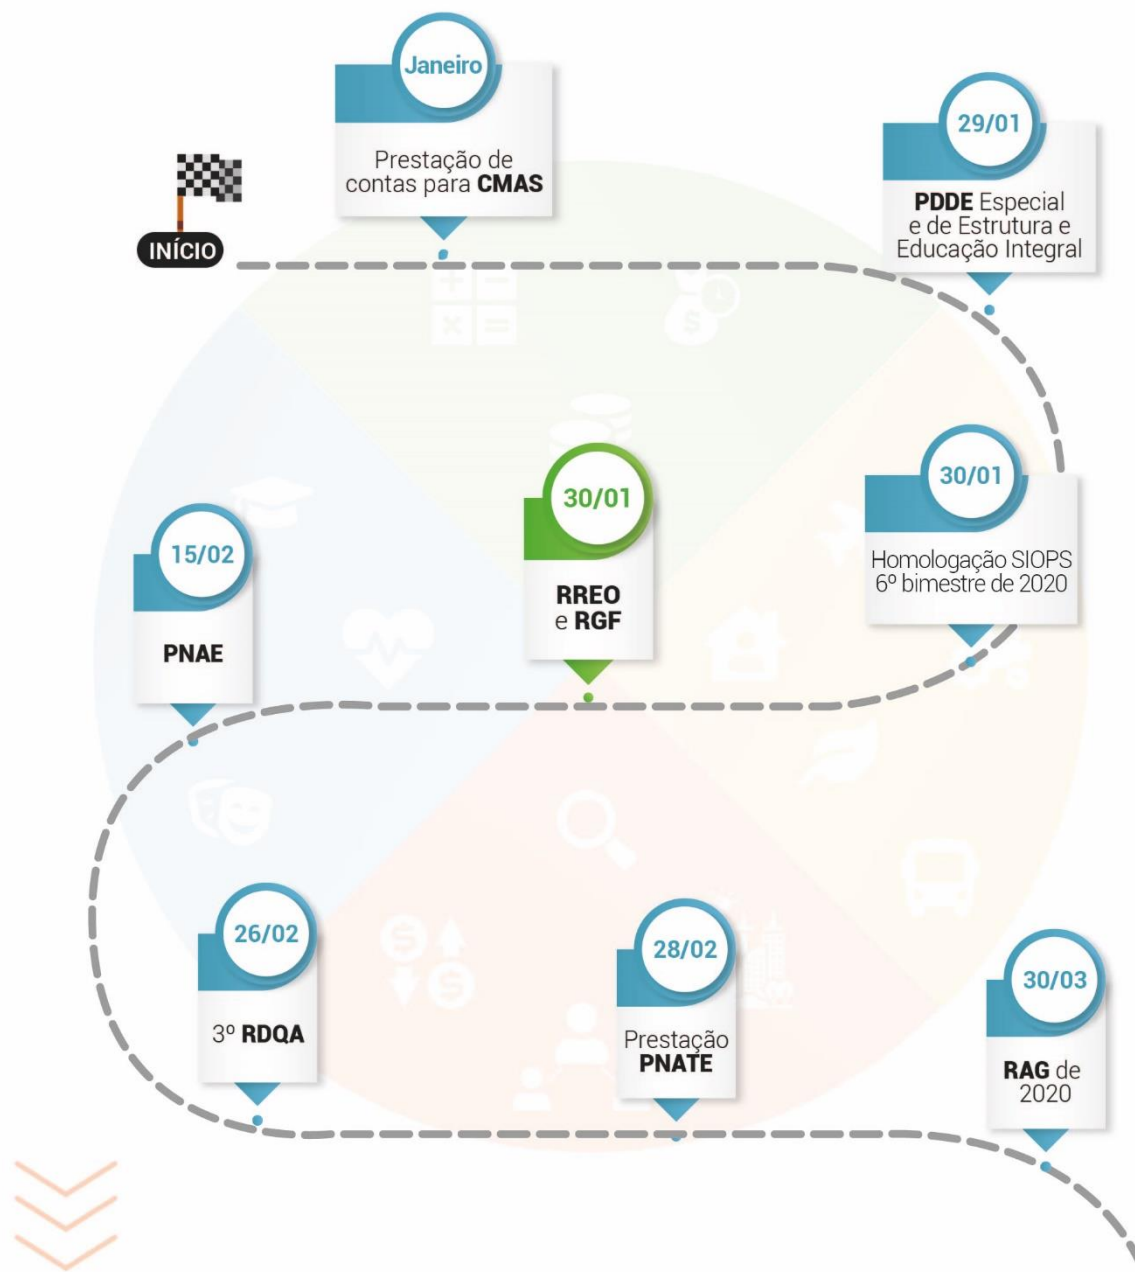 Janeiro
Prestação de
contas para CMAS
INÍCIO
29/01
PDDE Especial
e de Estrutura e
Educação Integral
30/01
Homologação SIOPS
6º bimestre de 2020
30/01
RREO
e RGF
15/02
PNAE
26/02
3º RDQA
28/02
Prestação
PNATE
30/03
RAG de
2020